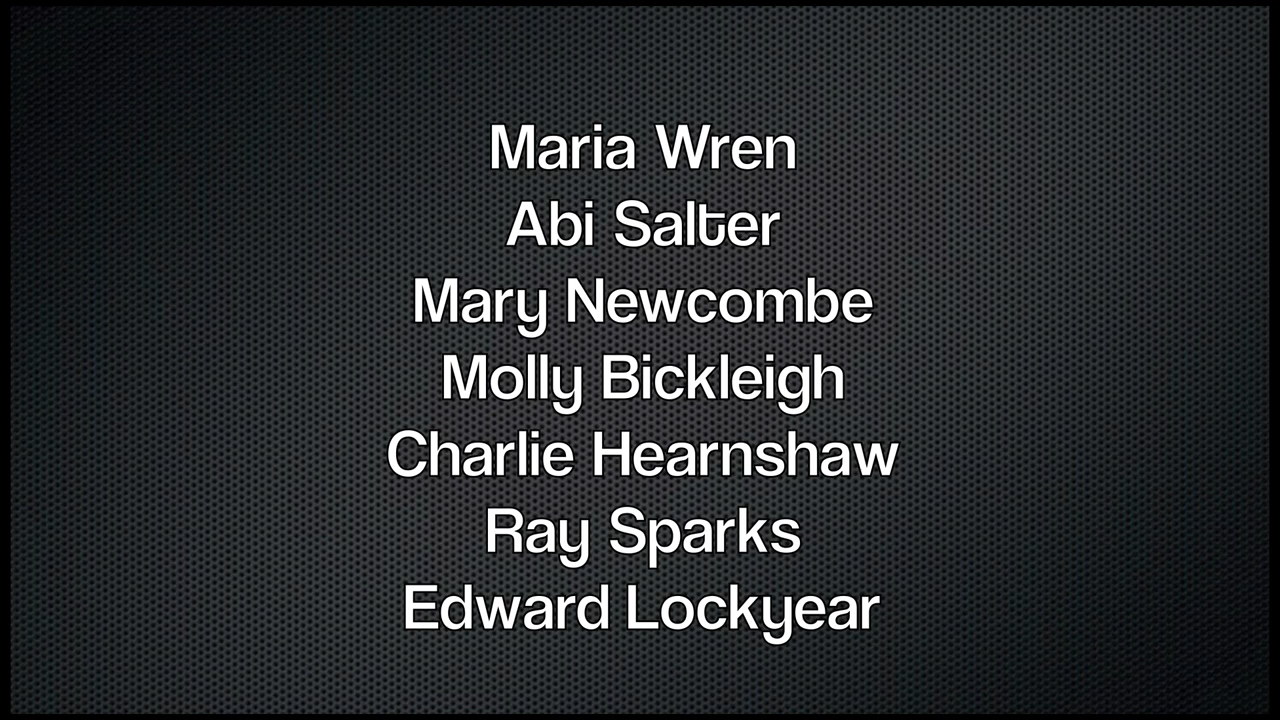 Maria Wren
Abi Salter
Mary Newcombe
Molly Bickleigh
Charlie Hearnshaw
Ray Sparks
Edward Lockyear